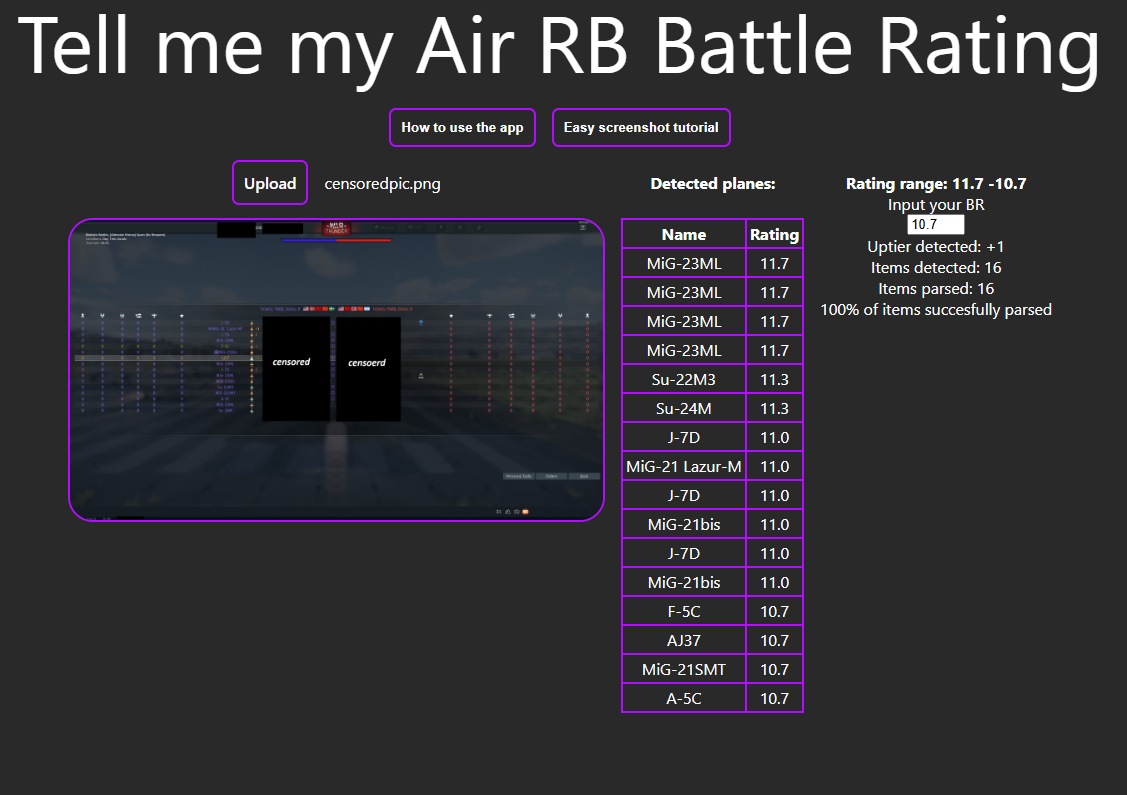 Tell me my Air RB Battle Rating
How to use the app
Easy screenshot tutorial
Upload
censoredpic.png
WAR
THUNDER
censored
censoerd
Detected planes:
Name Rating
MiG-23ML 11.7
MiG-23ML 11.7
MiG-23ML 11.7
MiG-23ML 11.7
Su-22M3 11.3
Su-24M 11.3
J-7D 11.0
MiG-21 Lazur-M 11.0
J-7D 11.0
MiG-21bis 11.0
J-7D 11.0
MiG-21bis 11.0
F-5C 10.7
AJ37 10.7
MiG-21SMT 10.7
A-5C 10.7
Rating range: 11.7 -10.7
Input your BR
10.7
Uptier detected: +1
Items detected: 16
Items parsed: 16
100% of items succesfully parsed